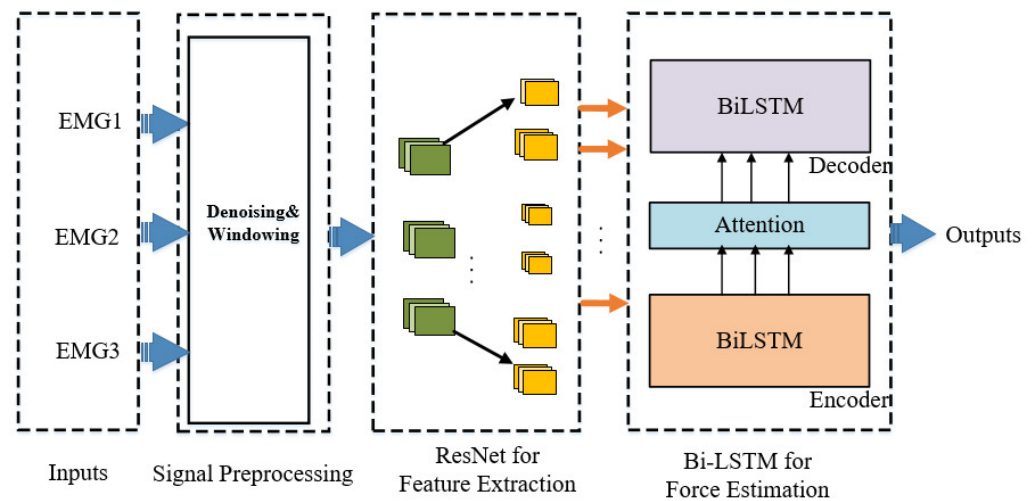 EMG1
EMG2
EMG3
Denoising&
Windowing
BiLSTM
Decoder
Attention
BiLSTM
Encoder
Outputs
Inputs
Signal Preprocessing
ResNet for
Feature Extraction
Bi-LSTM for
Force Estimation